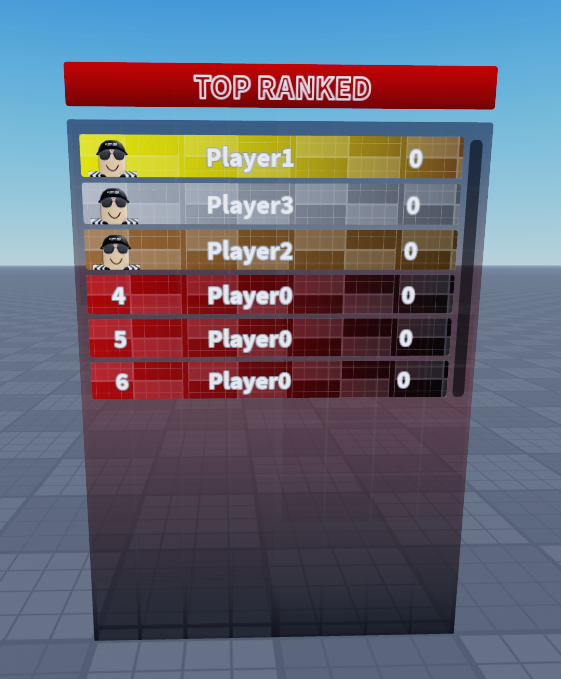 TOP RANKED
Player1 0
Player3 0
Player2 0
4 Player0 0
5 Player0 0
6 Player0 0